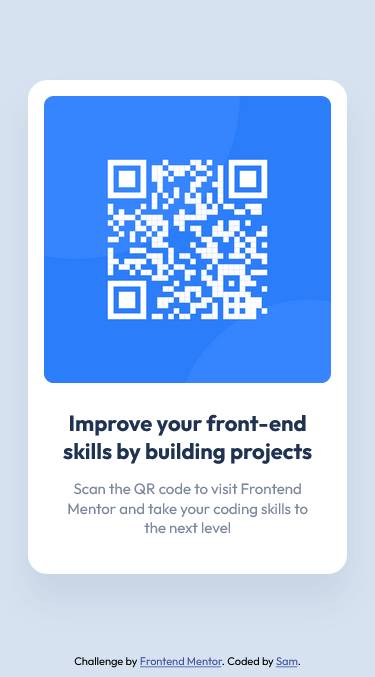 Improve your front-end
skills by building projects
Scan the QR code to visit Frontend
Mentor and take your coding skills to
the next level
Challenge by Frontend Mentor. Coded by Sam.